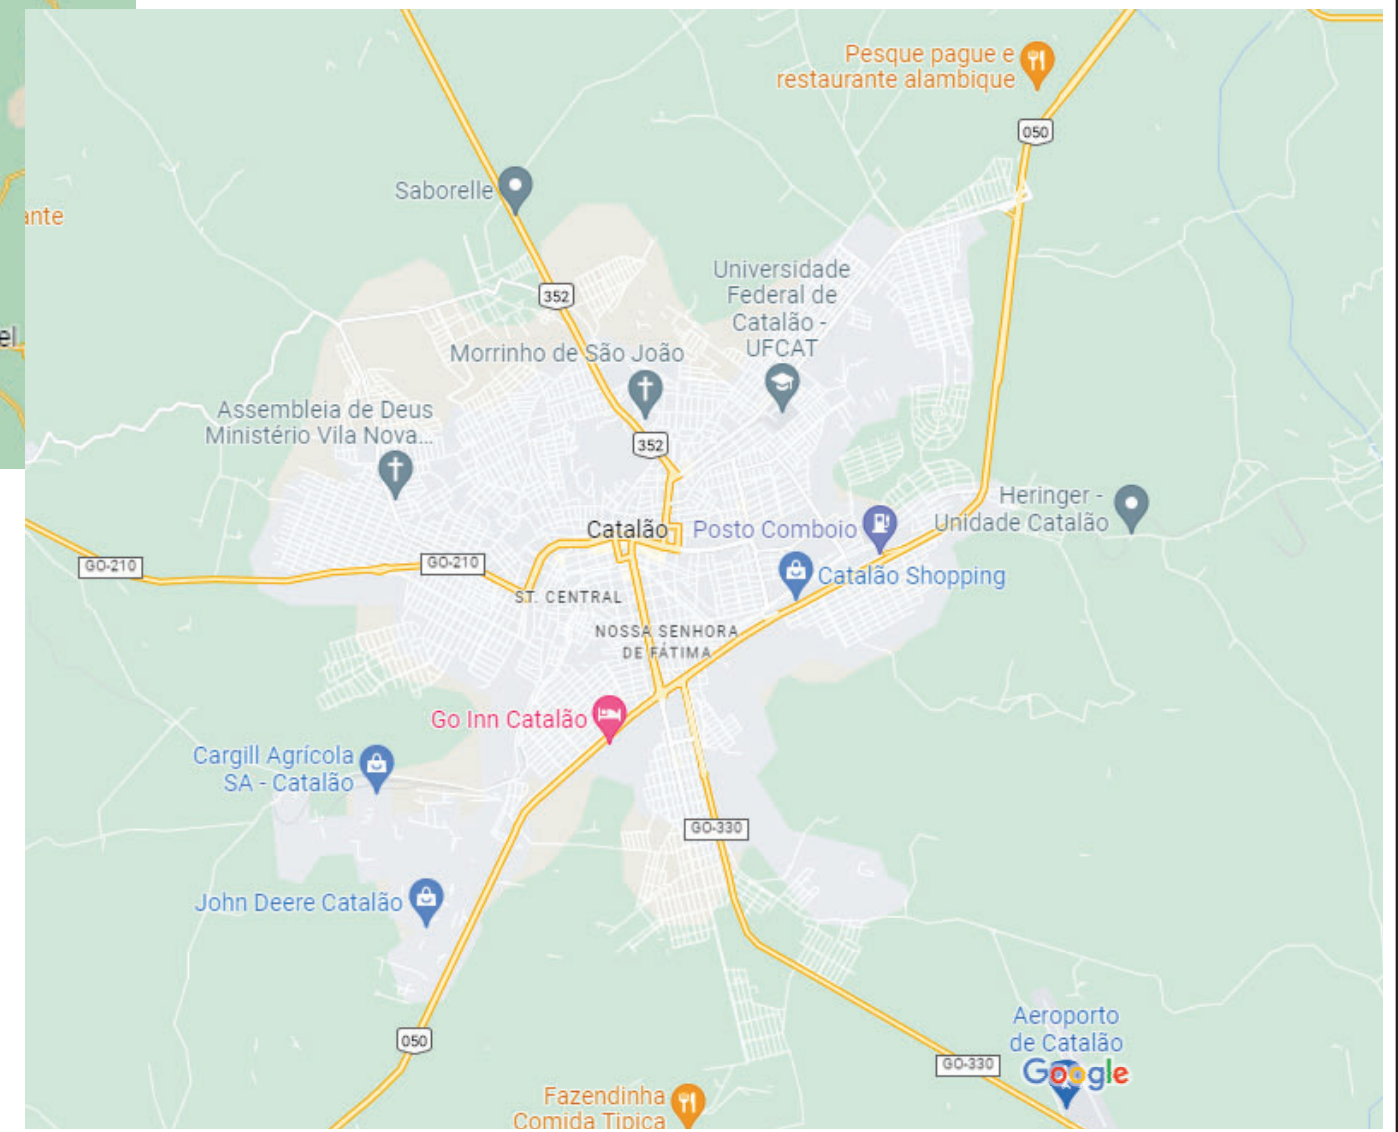 Pesque pague e
restaurante alambique
050
Saborelle
ante
Universidade
Federal de
Catalão -
UFCAT
352
el
Morrinho de São João
Assembleia de Deus
Ministério Vila Nova...
352
Heringer -
Unidade Catalão
Catalão
Posto Comboio
GO-210
GO-210
Catalão Shopping
ST. CENTRAL
NOSSA SENHORA
DE FÁTIMA
Go Inn Catalão
Cargill Agrícola
SA - Catalão
GO-330
John Deere Catalão
Aeroporto
de Catalão
050
GO-330
Google
Fazendinha
Comida Tipica